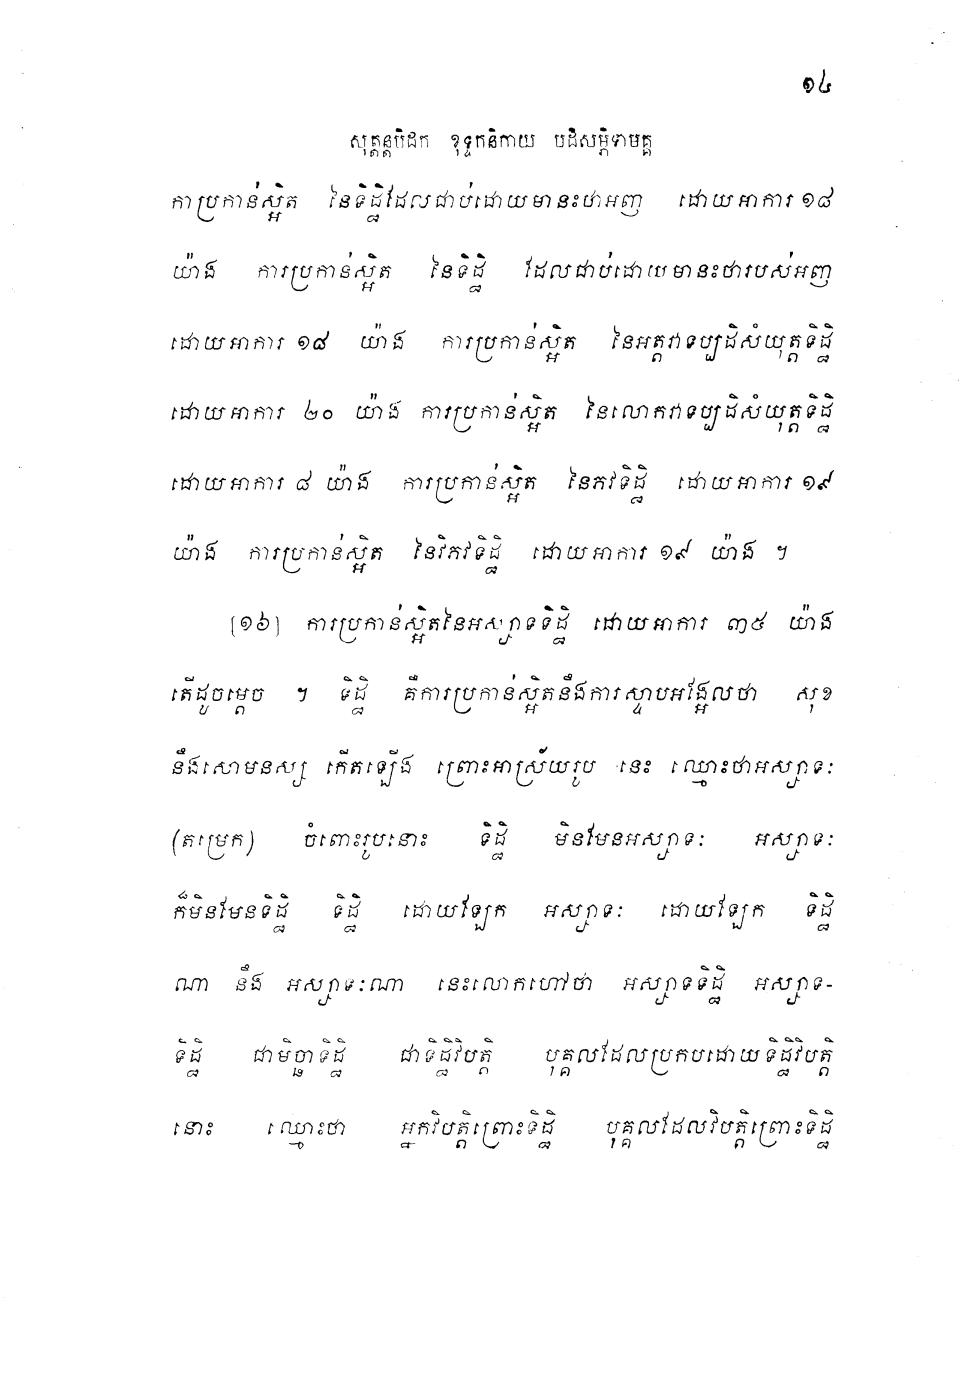 ១៤
សុត្តន្តបិដក ខុទ្ទកនិកាយ បដិសម្ភិទាមគ្គ
ការប្រកាន់ស្អិត នៃទិដ្ឋិដែលជាប់ដោយមានះថាអញ ដោយអាការ ១៨
យ៉ាង ការប្រកាន់ស្អិត នៃទិដ្ឋិ ដែលជាប់ដោយមានះថារបស់អញ
ដោយអាការ ១៨ យ៉ាង ការប្រកាន់ស្អិត នៃអត្តវាទប្បដិសំយុត្តទិដ្ឋិ
ដោយអាការ ២០ យ៉ាង ការប្រកាន់ស្អិត នៃលោកវាទប្បដិសំយុត្តទិដ្ឋិ
ដោយអាការ ៨ យ៉ាង ការប្រកាន់ស្អិត នៃភវទិដ្ឋិ ដោយអាការ ១៩
យ៉ាង ការប្រកាន់ស្អិត នៃវិភវទិដ្ឋិ ដោយអាការ ១៩ យ៉ាង ។
[១៦] ការប្រកាន់ស្អិតនៃអស្សាទទិដ្ឋិ ដោយអាការ ៣៥ យ៉ាង
តើដូចម្តេច ។ ទិដ្ឋិ គឺការប្រកាន់ស្អិតនឹងការស្ទាបអង្អែលថា សុខ
នឹងសោមនស្ស កើតឡើង ព្រោះអាស្រ័យរូប នេះ ឈ្មោះថាអស្សាទៈ
(តម្រេក) ចំពោះរូបនោះ ទិដ្ឋិ មិនមែនអស្សាទៈ អស្សាទៈ
ក៏មិនមែនទិដ្ឋិ ទិដ្ឋិ ដោយឡែក អស្សាទៈ ដោយឡែក ទិដ្ឋិ
ណា នឹង អស្សាទៈណា នេះលោកហៅថា អស្សាទទិដ្ឋិ អស្សាទ-
ទិដ្ឋិ ជាមិច្ឆាទិដ្ឋិ ជាទិដ្ឋិវិបត្តិ បុគ្គលដែលប្រកបដោយទិដ្ឋិវិបត្តិ
នោះ ឈ្មោះថា អ្នកវិបត្តិព្រោះទិដ្ឋិ បុគ្គលដែលវិបត្តិព្រោះទិដ្ឋិ